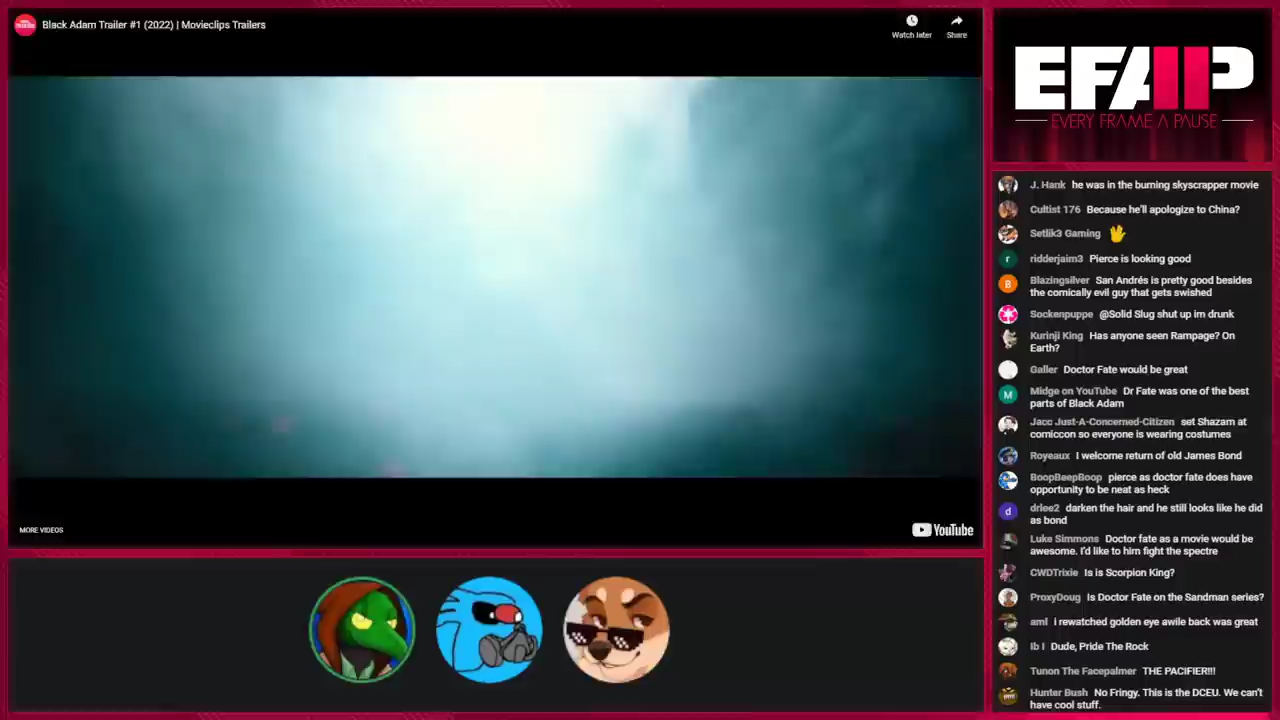 Black Adam Trailer #1 (2022) | Movieclips Trailers
Watch later
Share
MORE VIDEOS
YouTube
EFAP
EVERY FRAME A PAUSE
J. Hank he was in the burning skyscrapper movie
Cultist 176 Because he'll apologize to China?
Setlik3 Gaming 🖖
r
ridderjaim3 Pierce is looking good
B
Blazingsilver San Andrés is pretty good besides
the comically evil guy that gets swished
Sockenpuppe @Solid Slug shut up im drunk
Kurinji King Has anyone seen Rampage? On
Earth?
Galler Doctor Fate would be great
M
Midge on YouTube Dr Fate was one of the best
parts of Black Adam
Jacc Just-A-Concerned-Citizen set Shazam at
comiccon so everyone is wearing costumes
Royeaux I welcome return of old James Bond
BoopBeepBoop pierce as doctor fate does have
opportunity to be neat as heck
d
drlee2 darken the hair and he still looks like he did
as bond
Luke Simmons Doctor fate as a movie would be
awesome. I'd like to him fight the spectre
CWDTrixie Is is Scorpion King?
ProxyDoug Is Doctor Fate on the Sandman series?
aml i rewatched golden eye awile back was great
Ib I Dude, Pride The Rock
Tunon The Facepalmer THE PACIFIER!!!
Hunter Bush No Fringy. This is the DCEU. We can't
have cool stuff.